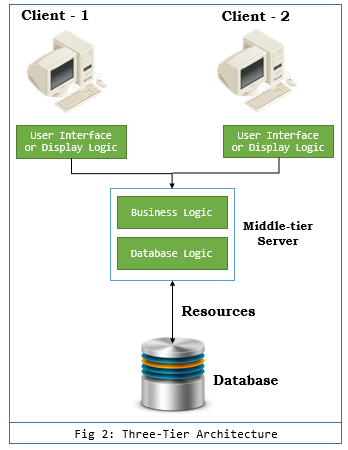 Client - 1
Client - 2
User Interface
or Display Logic
User Interface
or Display Logic
Business Logic
Database Logic
Middle-tier
Server
Resources
Database
Fig 2: Three-Tier Architecture